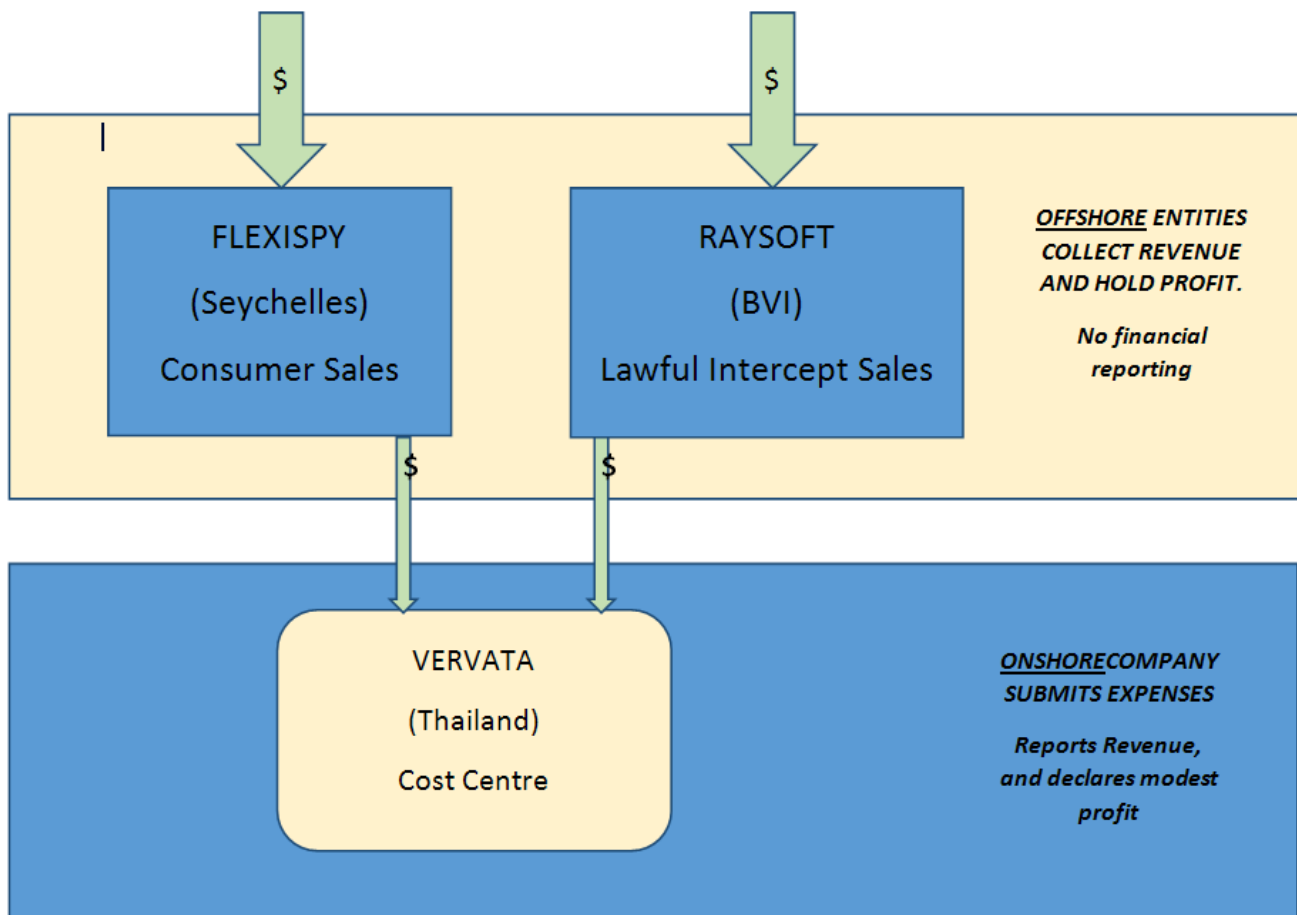 $
$
FLEXISPY
(Seychelles)
Consumer Sales
RAYSOFT
(BVI)
Lawful Intercept Sales
OFFSHORE ENTITIES
COLLECT REVENUE
AND HOLD PROFIT.
No financial
reporting
$
$
VERVATA
(Thailand)
Cost Centre
ONSHORECOMPANY
SUBMITS EXPENSES
Reports Revenue,
and declares modest
profit